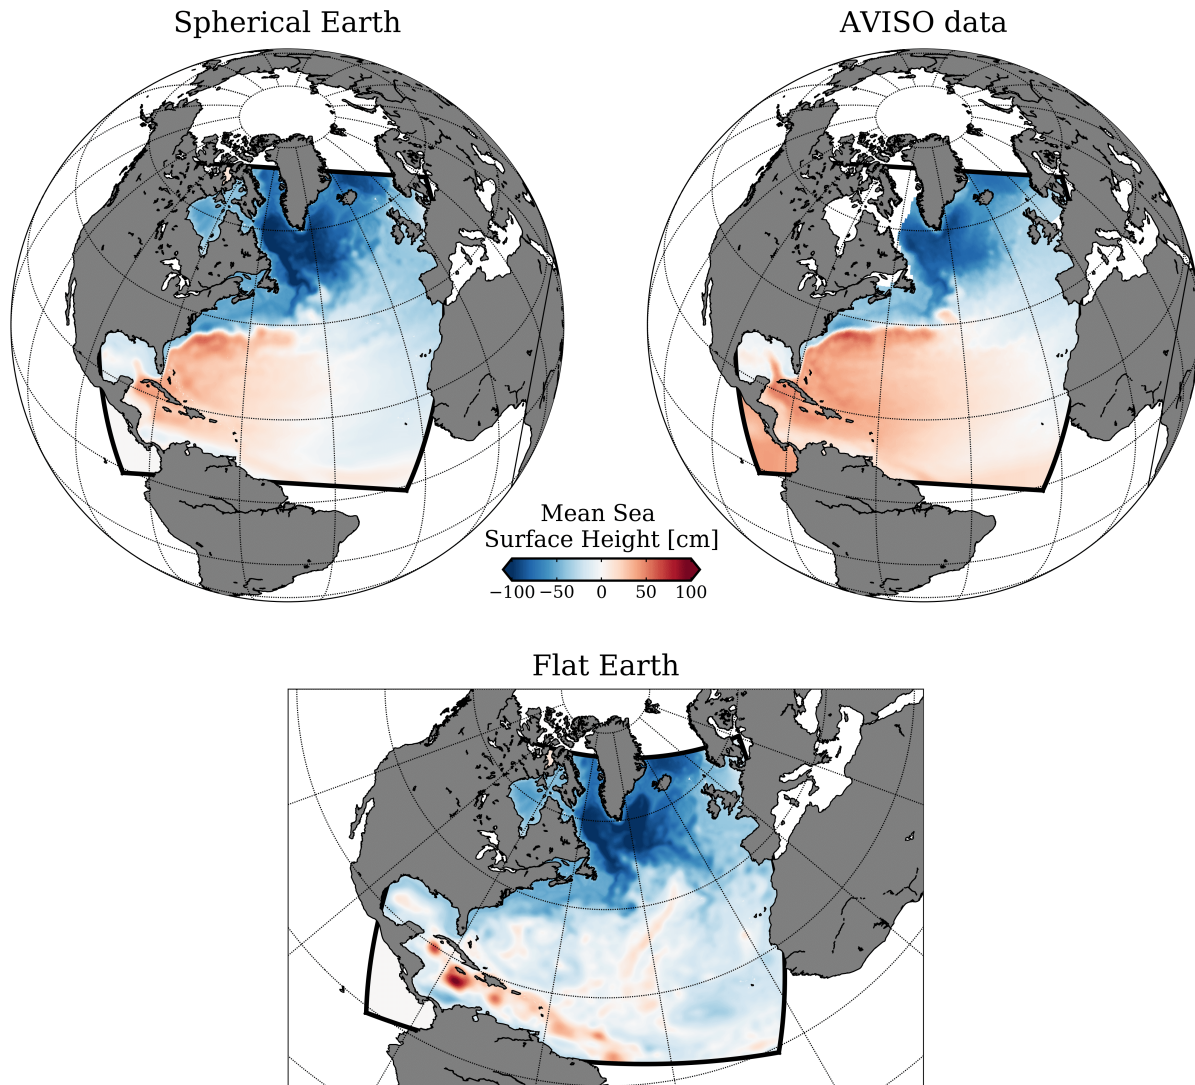 Spherical Earth
AVISO data
Mean Sea
Surface Height [cm]
−100 −50 0 50 100
Flat Earth